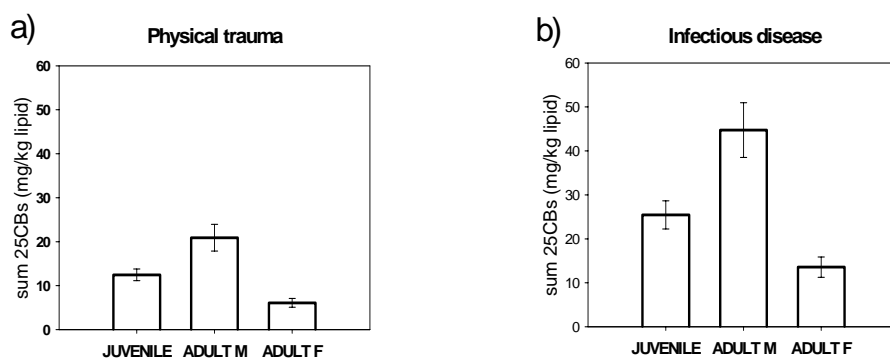 a)
Physical trauma
sum 25CBs (mg/kg lipid)
60
50
40
30
20
10
0
JUVENILE ADULT M ADULT F
b)
Infectious disease
sum 25CBs (mg/kg lipid)
60
50
40
30
20
10
0
JUVENILE ADULT M ADULT F